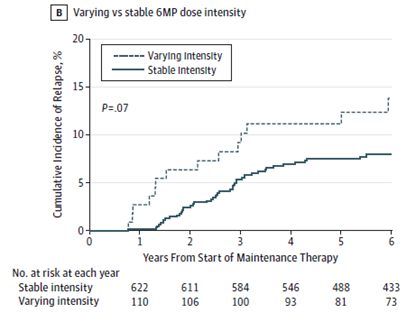 B Varying vs stable 6MP dose intensity
20
15
10
5
0
Cumulative Incidence of Relapse, %
Varying Intensity
Stable Intensity
P=.07
0 1 2 3 4 5 6
Years From Start of Maintenance Therapy
No. at risk at each year
Stable intensity 622 611 584 546 488 433
Varying intensity 110 106 100 93 81 73